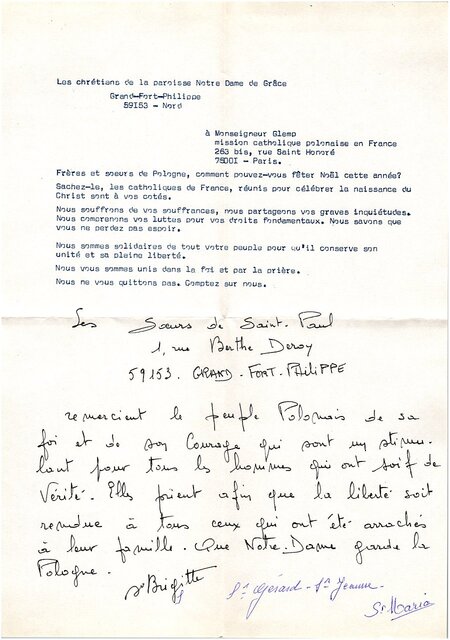 Les chrétiens de la paroisse Notre Dame de Grâce
Grand-Fort-Philippe
59153 - Nord
à Monseigneur Glemp
mission catholique polonaise en France
263 bis, rue Saint Honoré
75001 - Paris.
Frères et soeurs de Pologne, comment pouvez-vous fêter Noël cette année?
Sachez-le, les catholiques de France, réunis pour célébrer la naissance du
Christ sont à vos cotés.
Nous souffrons de vos souffrances, nous partageons vos graves inquiétudes.
Nous comprenons vos luttes pour vos droits fondamentaux. Nous savons que
vous ne perdez pas espoir.
Nous sommes solidaires de tout votre peuple pour qu'il conserve son
unité et sa pleine liberté.
Nous vous sommes unis dans la foi et par la prière.
Nous ne vous quittons pas. Comptez sur nous.
Les Soeurs de Saint-Paul
1, rue Berthe Deroy
59153. GRAND-FORT-PHILIPPE
remercient le peuple Polonais de sa
foi et de son Courage qui sont un stimu-
lant pour tous les hommes qui ont soif de
Vérité. Elles prient afin que la liberté soit
rendue à tous ceux qui ont été arrachés
à leur famille. Que Notre-Dame garde la
Pologne.
Sr Brigitte
Sr Gérard - Sr Jeanne
Sr Maria